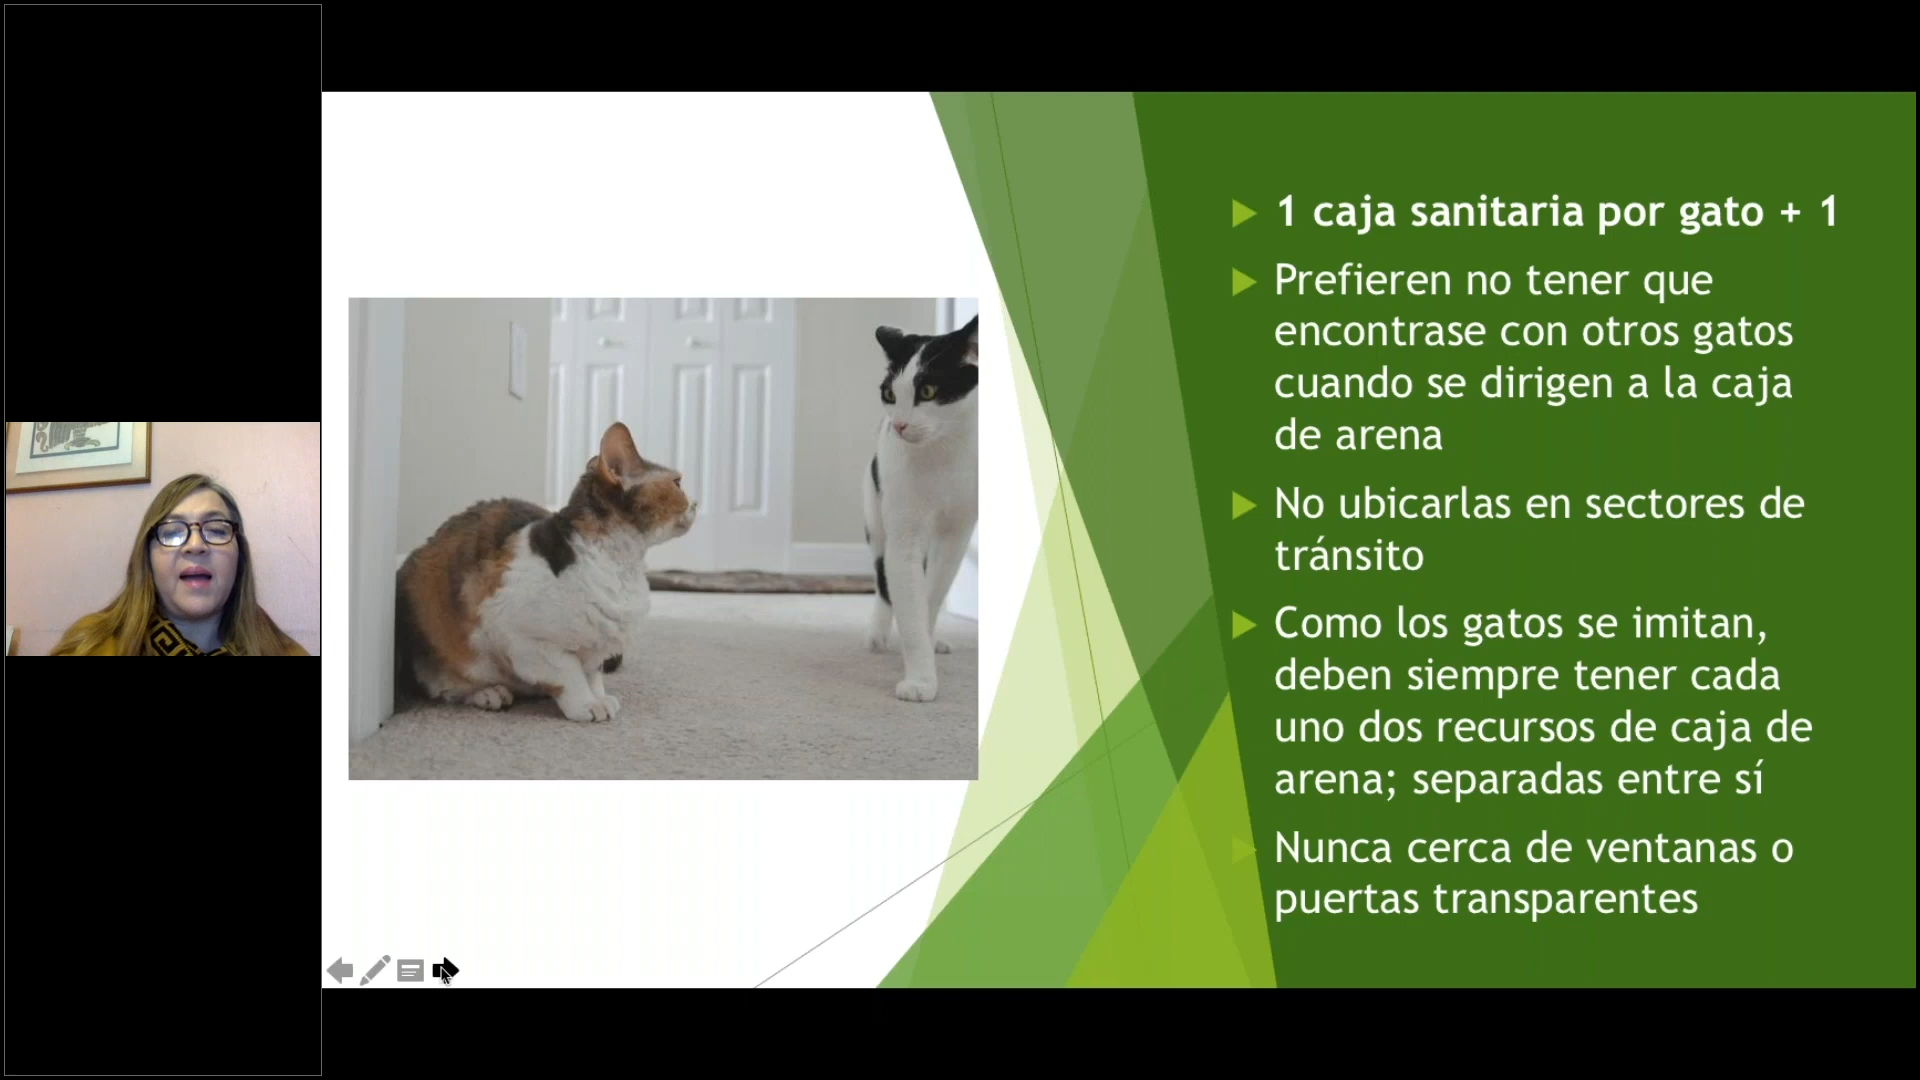 1 caja sanitaria por gato + 1
Prefieren no tener que
encontrase con otros gatos
cuando se dirigen a la caja
de arena
No ubicarlas en sectores de
tránsito
Como los gatos se imitan,
deben siempre tener cada
uno dos recursos de caja de
arena; separadas entre sí
Nunca cerca de ventanas o
puertas transparentes